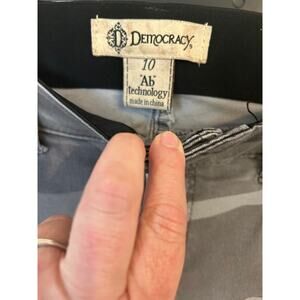 D DEMOCRACY®
10
"Ab"
technology
made in china